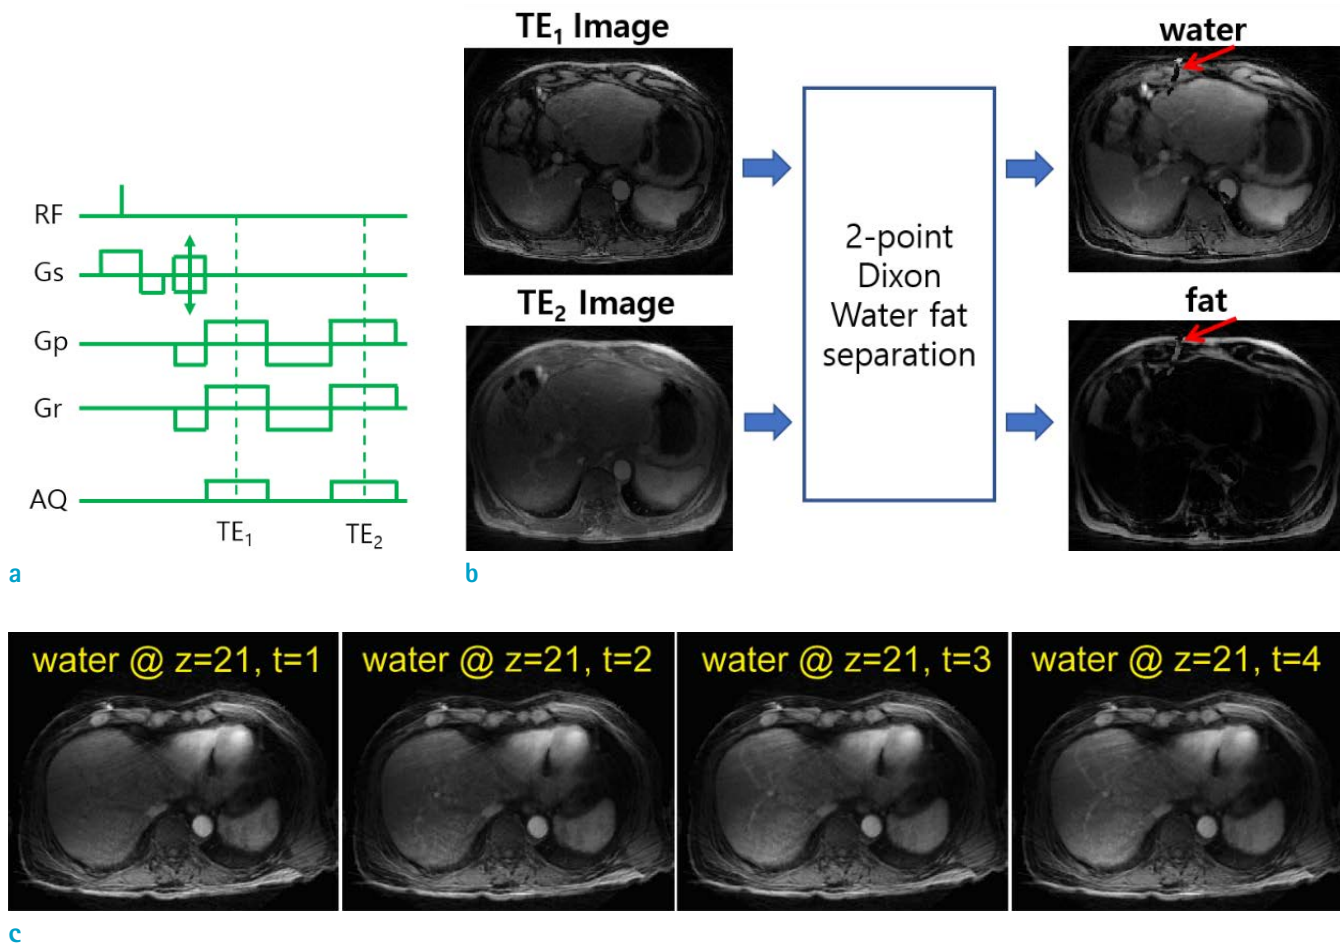 RF
Gs
Gp
Gr
AQ
TE1
TE2
a
TE1 Image
TE2 Image
2-point
Dixon
Water fat
separation
water
fat
b
water @ z=21, t=1
water @ z=21, t=2
water @ z=21, t=3
water @ z=21, t=4
c